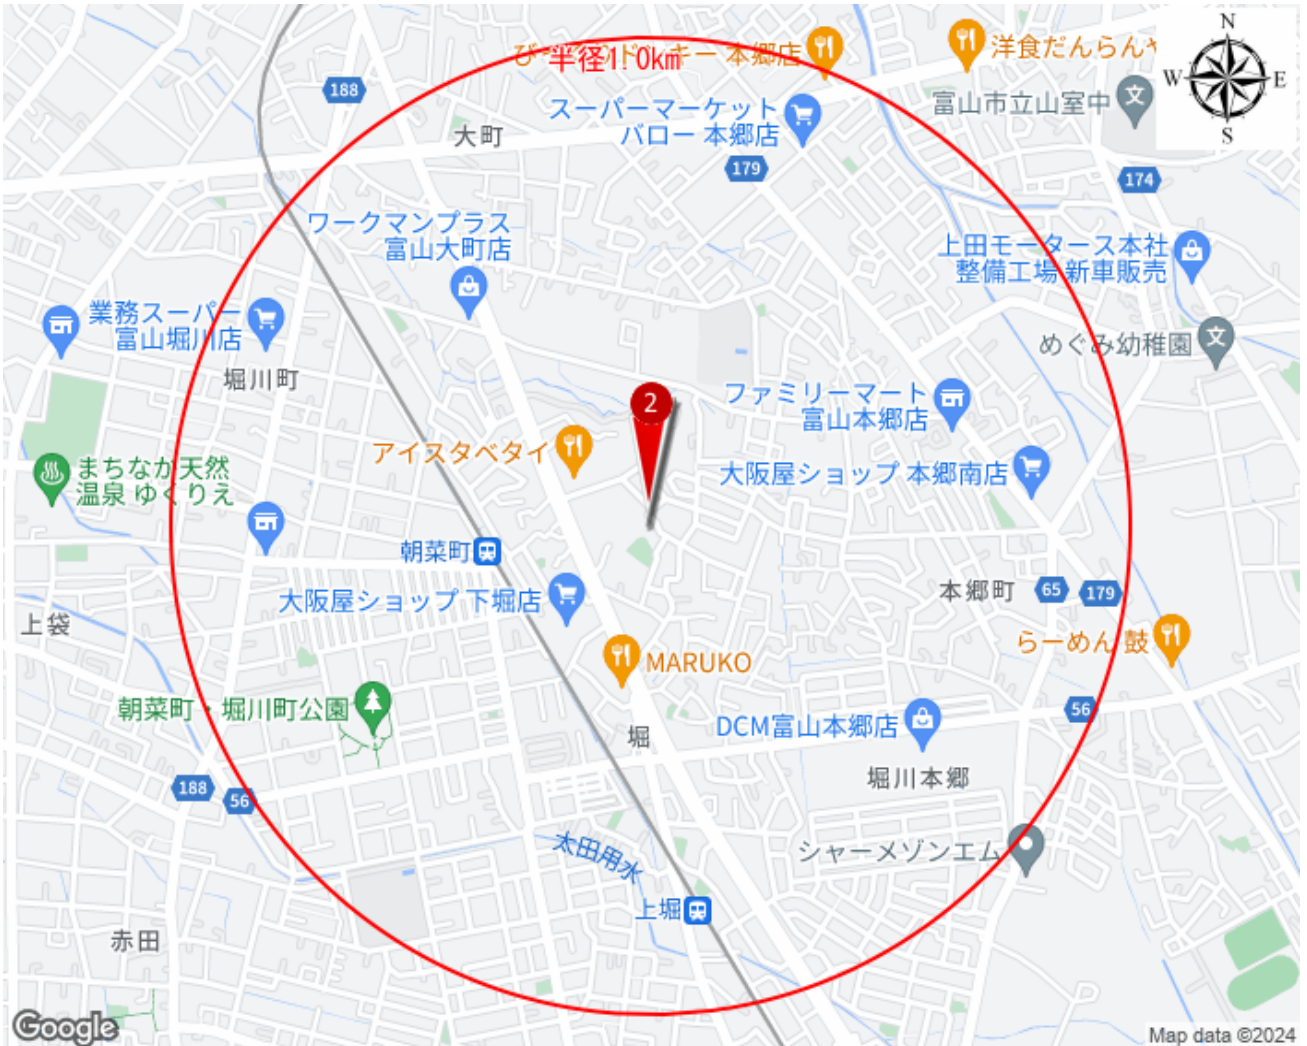 N
W E
S
半径1.0km
キー 本郷店
洋食だんらんや
188
スーパーマーケット
バロー 本郷店
富山市立山室中
大町
179
174
ワークマンプラス
富山大町店
上田モータース本社
整備工場 新車販売
業務スーパー
富山堀川店
めぐみ幼稚園
堀川町
2
ファミリーマート
富山本郷店
アイスタベタイ
まちなか天然
温泉 ゆくりえ
大阪屋ショップ 本郷南店
朝菜町
大阪屋ショップ 下堀店
本郷町
65
179
上袋
らーめん 鼓
MARUKO
朝菜町・堀川町公園
56
堀
DCM富山本郷店
188
56
堀川本郷
太田用水
シャーメゾンエム
上堀
赤田
Google
Map data ©2024